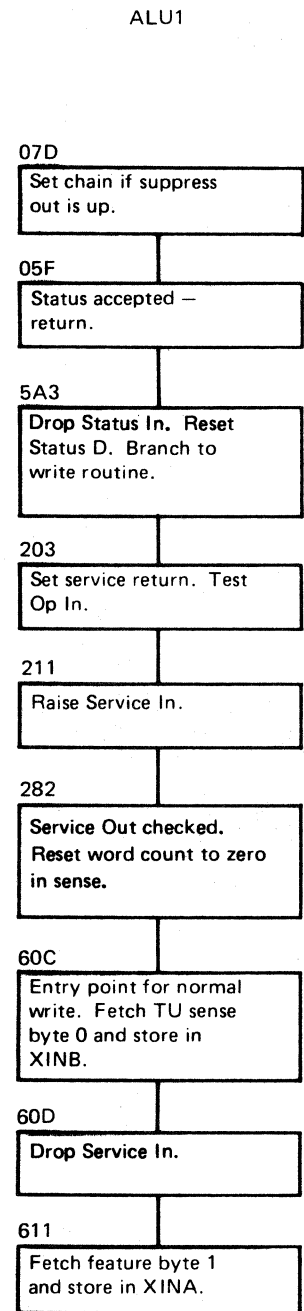 ALU1
07D
Set chain if suppress
out is up.
05F
Status accepted —
return.
5A3
Drop Status In. Reset
Status D. Branch to
write routine.
203
Set service return. Test
Op In.
211
Raise Service In.
282
Service Out checked.
Reset word count to zero
in sense.
60C
Entry point for normal
write. Fetch TU sense
byte 0 and store in
XINB.
60D
Drop Service In.
611
Fetch feature byte 1
and store in XINA.